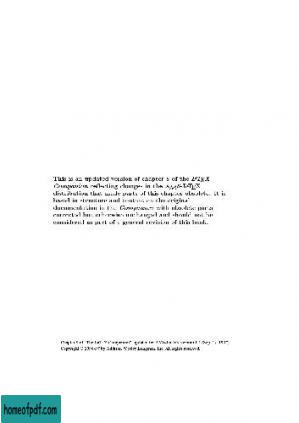 This is an updated version of chapter 8 of the LaTeX
Companion reflecting changes in the AMS-LaTeX
distribution that made parts of this chapter obsolete. It is
based in structure and content on the original
documentation in the Companion with obsolete parts
corrected but otherwise unchanged and should not be
considered as part of a general revision of this book.
Chapter 8 of "The LaTeX Companion", updated for
Copyright © by Addison Wesley Longman, Inc. All rights reserved.
homeofpdf.com